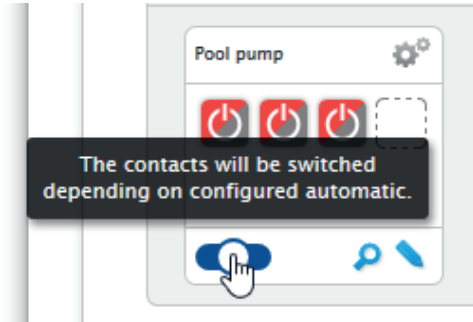 Pool pump
The contacts will be switched
depending on configured automatic.